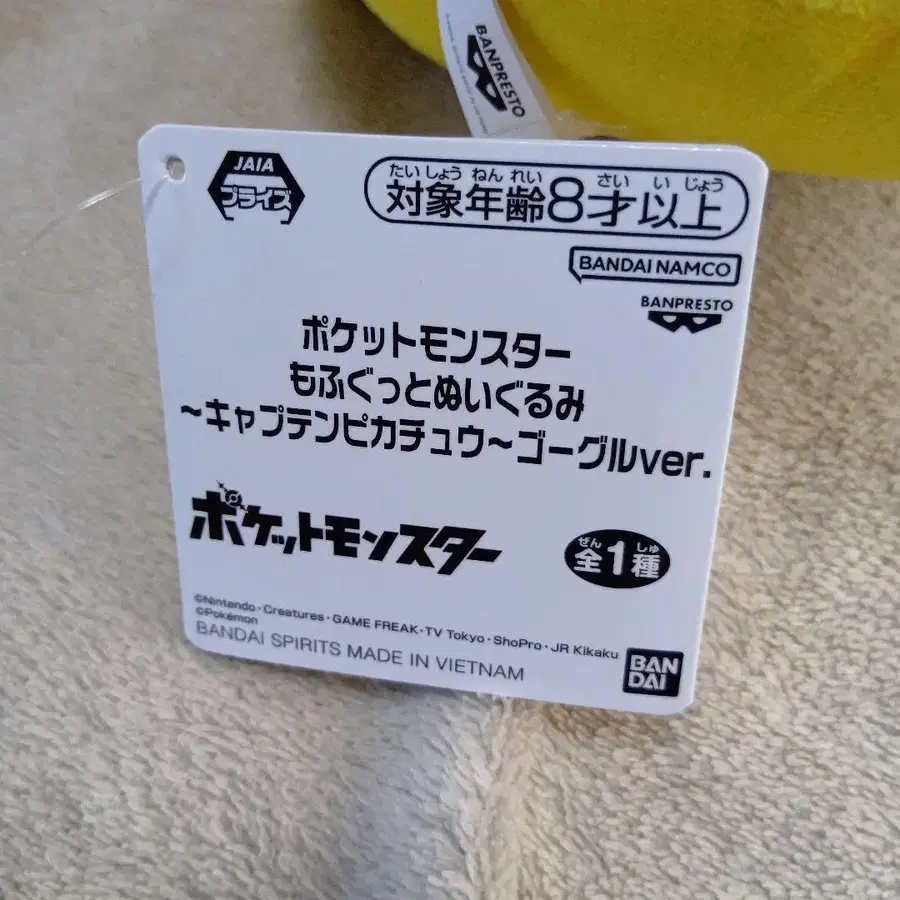 BANPRESTO
JAIA
プライズ
たいしょうねんれい さい いじょう
対象年齢8才以上
BANDAI NAMCO
BANPRESTO
ポケットモンスター
もふぐっとぬいぐるみ
~キャプテンピカチュウ~ゴーグルver.
ポケットモンスター
ぜん しゅ
全1種
©Nintendo・Creatures・GAME FREAK・TV Tokyo・ShoPro・JR Kikaku
©Pokémon
BANDAI SPIRITS MADE IN VIETNAM
BAN
DAI